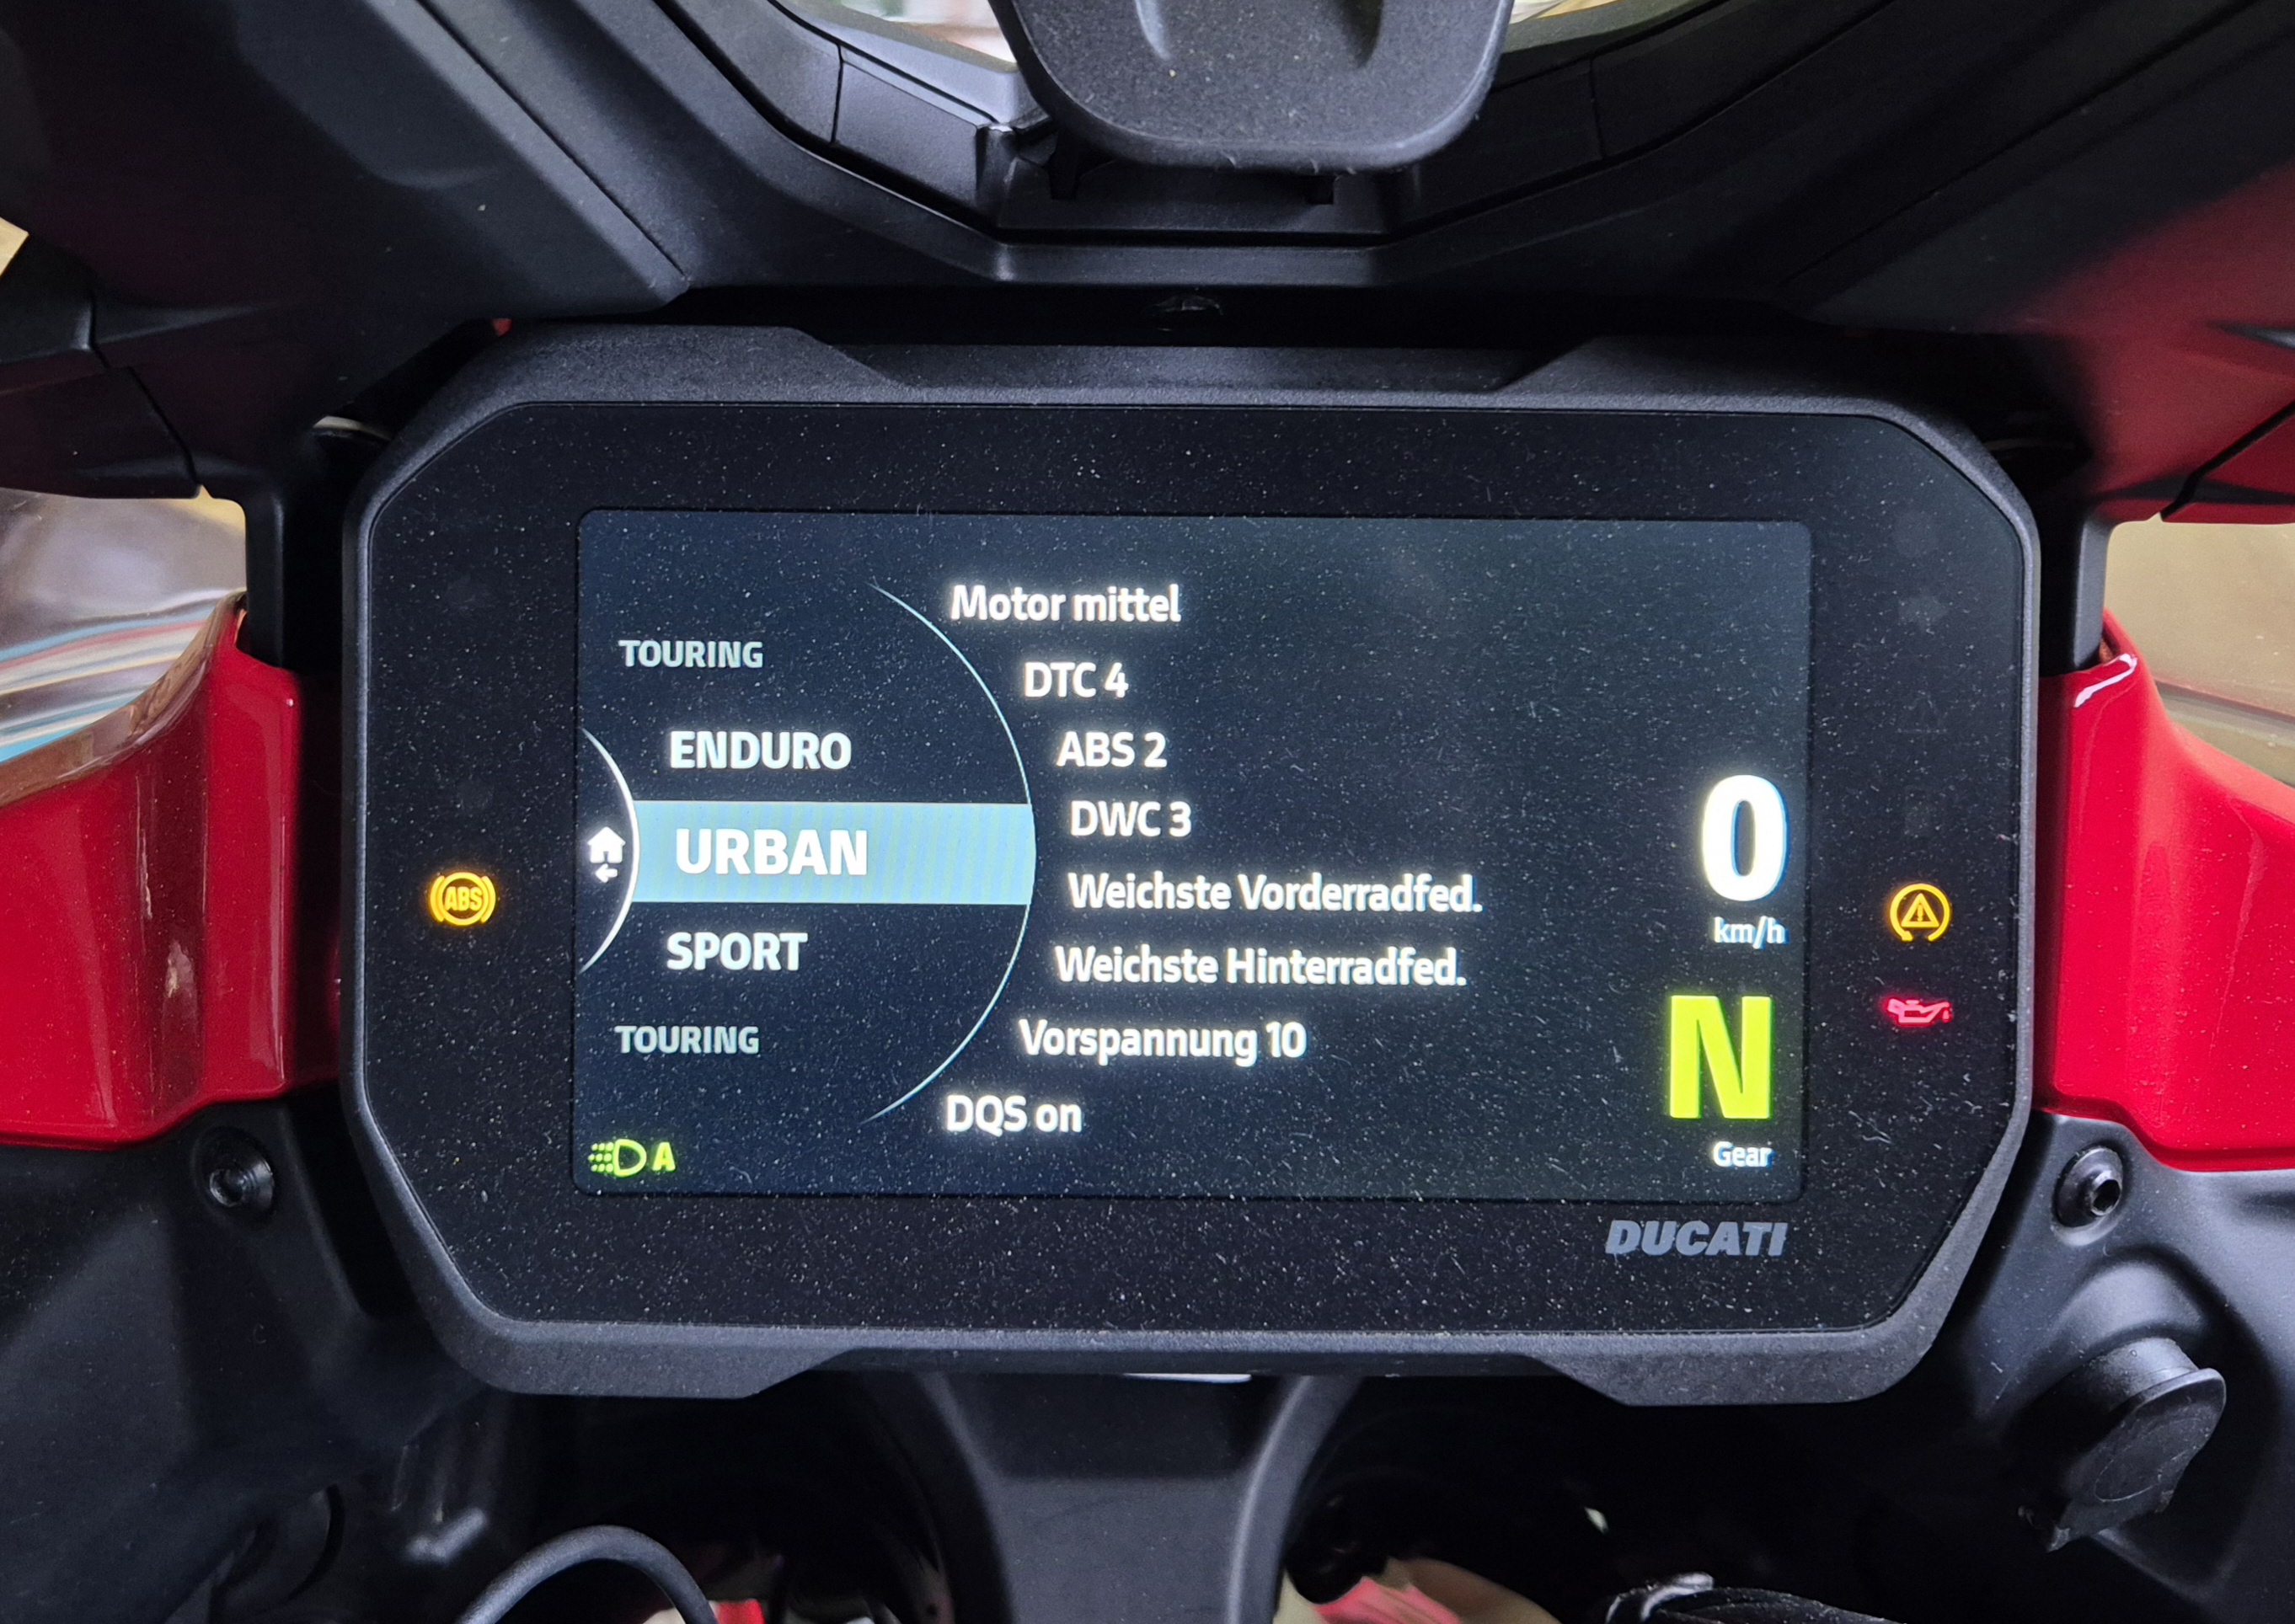 TOURING
ENDURO
URBAN
SPORT
TOURING
A
Motor mittel
DTC 4
ABS 2
DWC 3
Weichste Vorderradfed.
Weichste Hinterradfed.
Vorspannung 10
DQS on
0
km/h
N
Gear
ABS
DUCATI